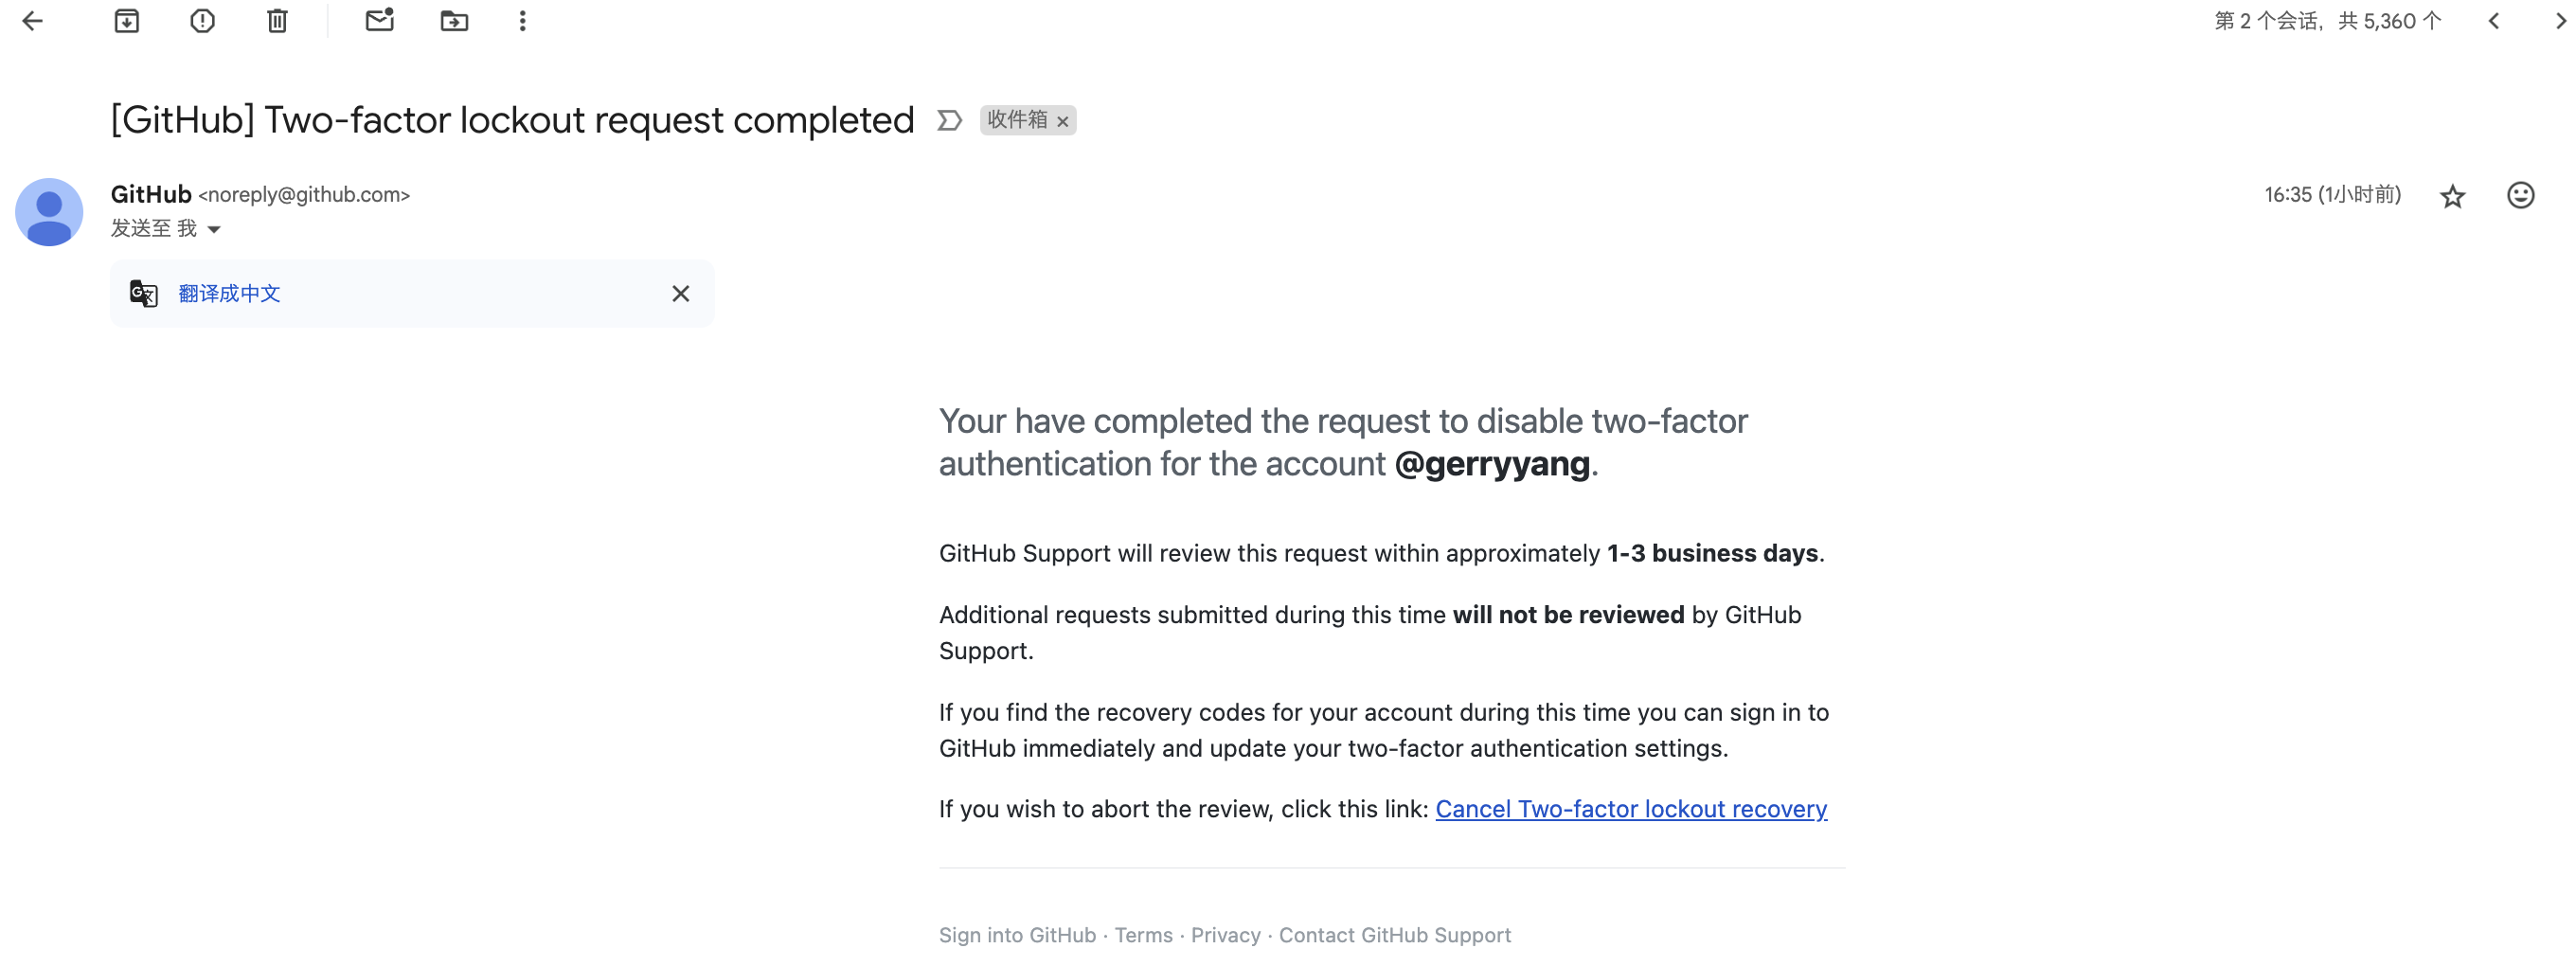 第 2 个会话，共 5,360 个
[GitHub] Two-factor lockout request completed 收件箱 ×
GitHub <noreply@github.com> 16:35 (1小时前)
发送至 我
翻译成中文
Your have completed the request to disable two-factor
authentication for the account @gerryyang.
GitHub Support will review this request within approximately 1-3 business days.
Additional requests submitted during this time will not be reviewed by GitHub
Support.
If you find the recovery codes for your account during this time you can sign in to
GitHub immediately and update your two-factor authentication settings.
If you wish to abort the review, click this link: Cancel Two-factor lockout recovery
Sign into GitHub · Terms · Privacy · Contact GitHub Support